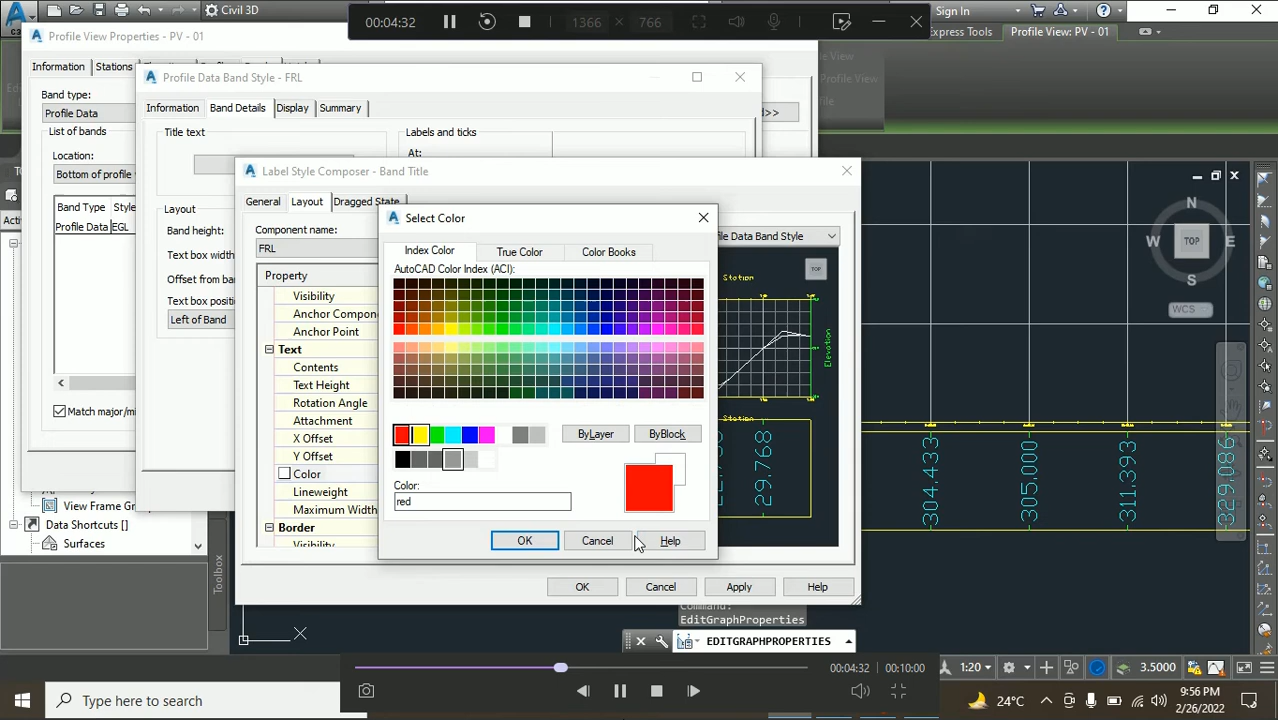 Civil 3D
00:04:32
1366 × 766
Sign In
Profile View Properties - PV - 01
Express Tools
Profile View: PV - 01
Information
Stations
Profile Data Band Style - FRL
Band type:
Profile Data
Information
Band Details
Display
Summary
List of bands
Title text
Labels and ticks
At:
Location:
Bottom of profile
Label Style Composer - Band Title
General
Layout
Dragged State
Band Type
Style
Profile Data
EGL
Layout
Band height:
Text box width
Offset from ban
Text box positio
Left of Band
Match major/mi
Component name:
FRL
Property
Visibility
Anchor Compon
Anchor Point
Text
Contents
Text Height
Rotation Angle
Attachment
X Offset
Y Offset
Color
Lineweight
Maximum Width
Border
Visibility
Select Color
Index Color
True Color
Color Books
AutoCAD Color Index (ACI):
ByLayer
ByBlock
Color:
red
OK
Cancel
Help
file Data Band Style
Station
TOP
Elevation
Station
29.768
OK
Cancel
Apply
Help
N
W
TOP
E
S
WCS
304.433
305.000
311.393
329.086
View Frame Gr
Data Shortcuts []
Surfaces
Toolbox
X
Command:
EditGraphProperties
EDITGRAPHPROPERTIES
00:04:32
00:10:00
1:20
3.5000
Type here to search
24°C
9:56 PM
2/26/2022